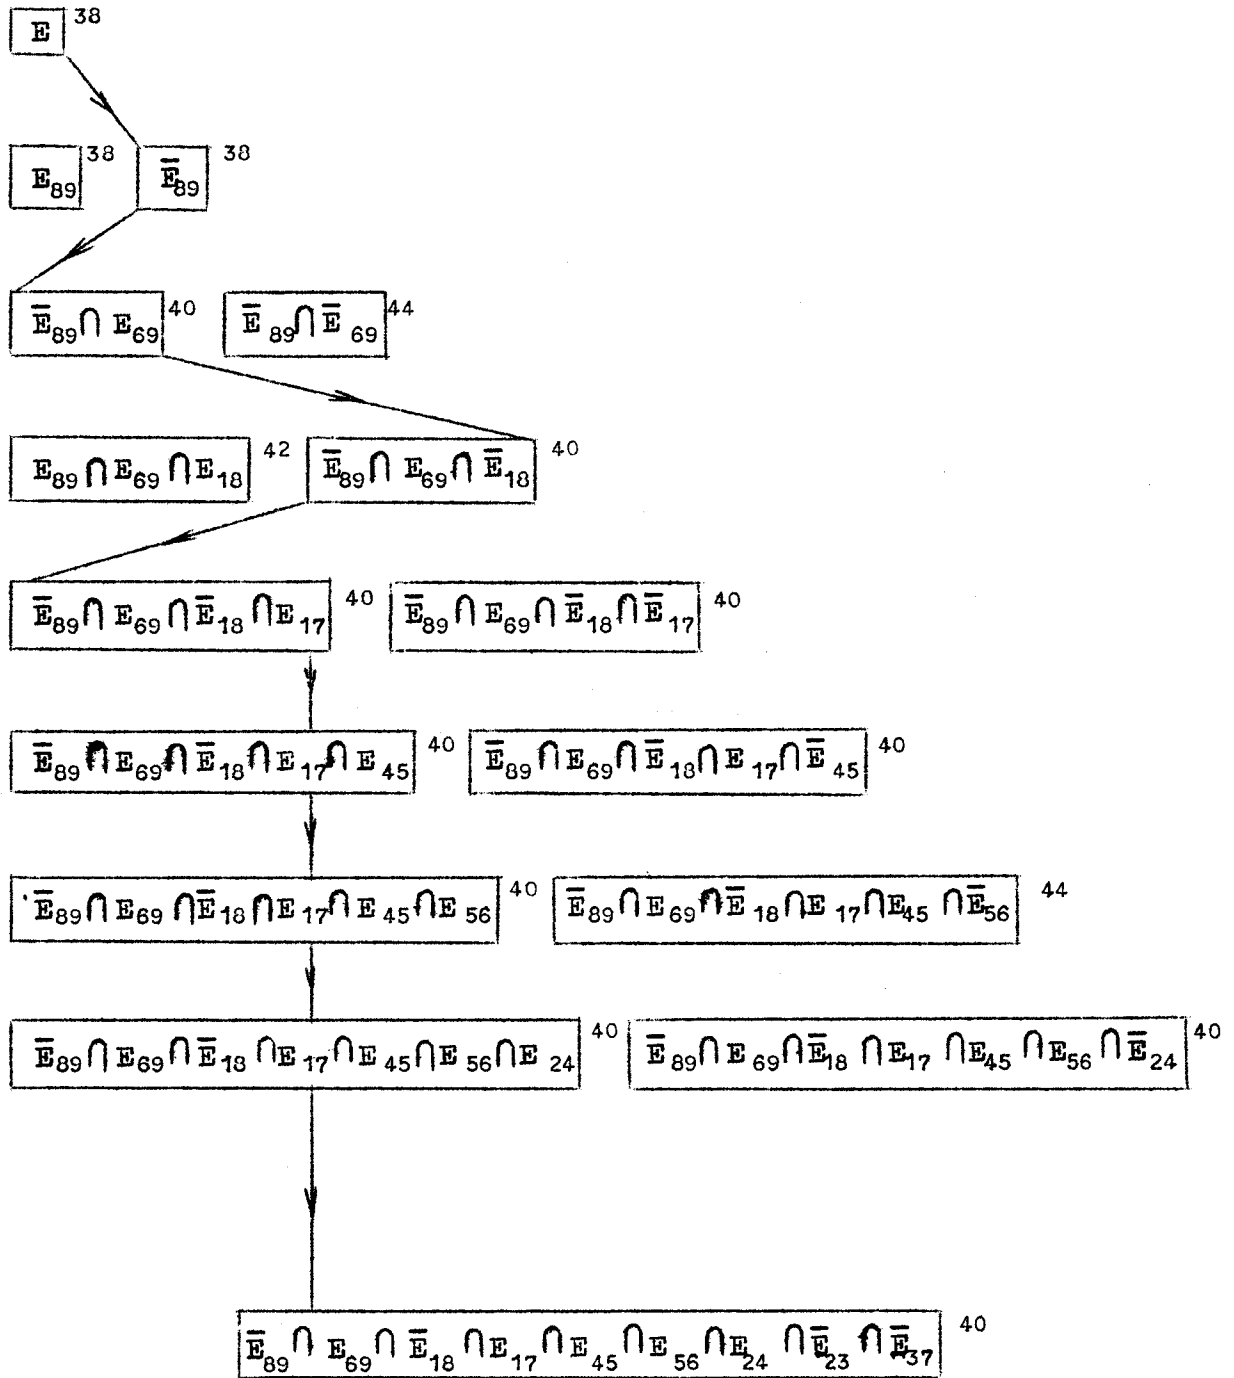 E 38
E₈₉ 38 Ē₈₉ 38
Ē₈₉ ∩ E₆₉ 40 Ē₈₉ ∩ Ē₆₉ 44
E₈₉ ∩ E₆₉ ∩ E₁₈ 42 Ē₈₉ ∩ E₆₉ ∩ Ē₁₈ 40
Ē₈₉ ∩ E₆₉ ∩ Ē₁₈ ∩ E₁₇ 40 Ē₈₉ ∩ E₆₉ ∩ Ē₁₈ ∩ Ē₁₇ 40
Ē₈₉ ∩ E₆₉ ∩ Ē₁₈ ∩ E₁₇ ∩ E₄₅ 40 Ē₈₉ ∩ E₆₉ ∩ Ē₁₈ ∩ E₁₇ ∩ Ē₄₅ 40
Ē₈₉ ∩ E₆₉ ∩ Ē₁₈ ∩ E₁₇ ∩ E₄₅ ∩ E₅₆ 40 Ē₈₉ ∩ E₆₉ ∩ Ē₁₈ ∩ E₁₇ ∩ E₄₅ ∩ Ē₅₆ 44
Ē₈₉ ∩ E₆₉ ∩ Ē₁₈ ∩ E₁₇ ∩ E₄₅ ∩ E₅₆ ∩ E₂₄ 40 Ē₈₉ ∩ E₆₉ ∩ Ē₁₈ ∩ E₁₇ ∩ E₄₅ ∩ E₅₆ ∩ Ē₂₄ 40
Ē₈₉ ∩ E₆₉ ∩ Ē₁₈ ∩ E₁₇ ∩ E₄₅ ∩ E₅₆ ∩ E₂₄ ∩ Ē₂₃ ∩ Ē₃₇ 40